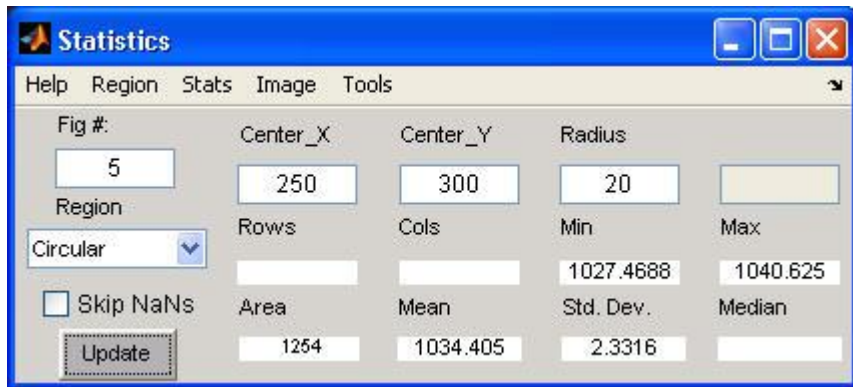 Statistics
Help Region Stats Image Tools
Fig #: Center_X Center_Y Radius
5 250 300 20
Region Rows Cols Min Max
Circular 1027.4688 1040.625
Skip NaNs Area Mean Std. Dev. Median
Update 1254 1034.405 2.3316